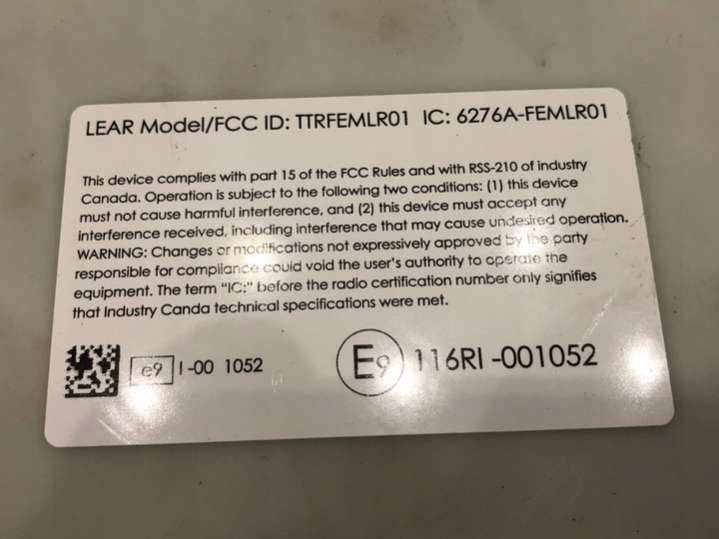 LEAR Model/FCC ID: TTRFEMLR01 IC: 6276A-FEMLR01
This device complies with part 15 of the FCC Rules and with RSS-210 of industry
Canada. Operation is subject to the following two conditions: (1) this device
must not cause harmful interference, and (2) this device must accept any
interference received, including interference that may cause undesired operation.
WARNING: Changes or modifications not expressively approved by the party
responsible for compliance could void the user's authority to operate the
equipment. The term "IC:" before the radio certification number only signifies
that Industry Canda technical specifications were met.
e9 I-00 1052 E9 116RI -001052